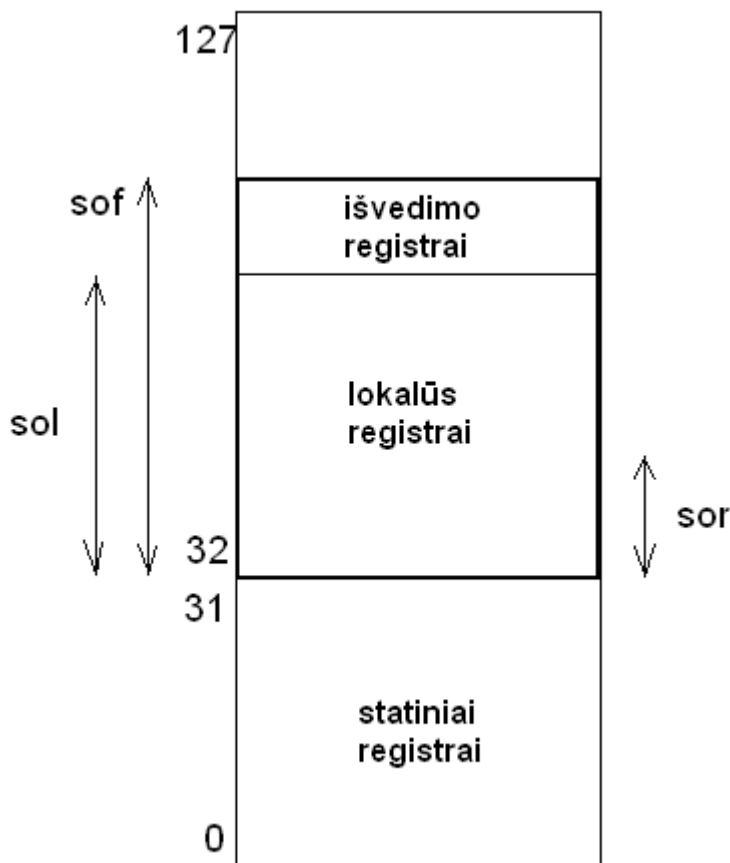 127
sof
išvedimo
registrai
sol
lokalūs
registrai
sor
32
31
statiniai
registrai
0